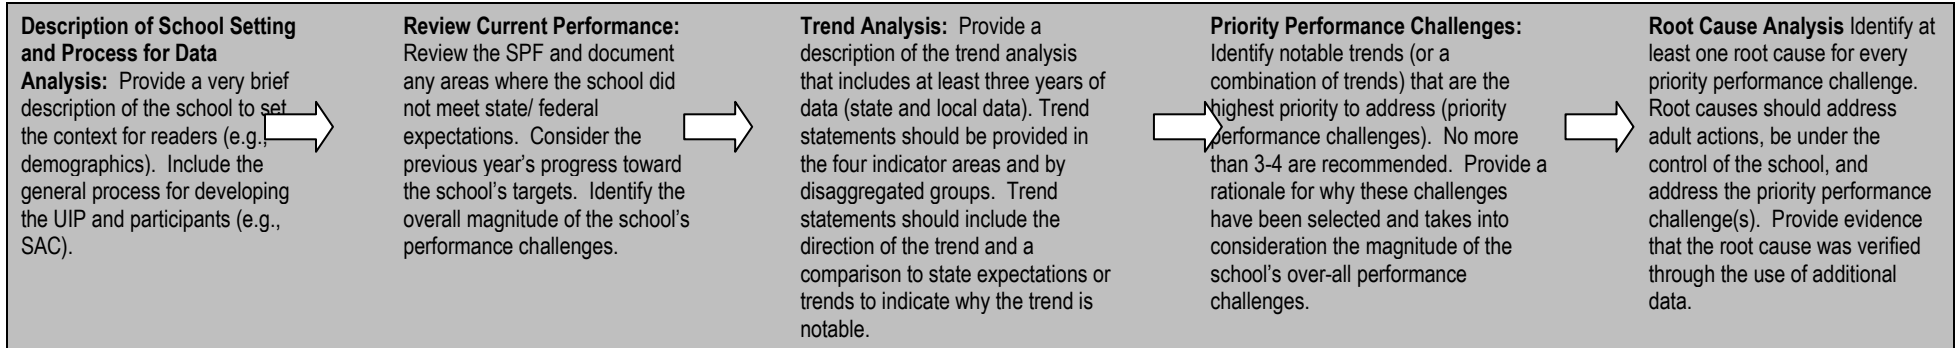 Description of School Setting
and Process for Data
Analysis: Provide a very brief
description of the school to set
the context for readers (e.g.,
demographics). Include the
general process for developing
the UIP and participants (e.g.,
SAC).
Review Current Performance:
Review the SPF and document
any areas where the school did
not meet state/ federal
expectations. Consider the
previous year's progress toward
the school's targets. Identify the
overall magnitude of the school's
performance challenges.
Trend Analysis: Provide a
description of the trend analysis
that includes at least three years of
data (state and local data). Trend
statements should be provided in
the four indicator areas and by
disaggregated groups. Trend
statements should include the
direction of the trend and a
comparison to state expectations or
trends to indicate why the trend is
notable.
Priority Performance Challenges:
Identify notable trends (or a
combination of trends) that are the
highest priority to address (priority
performance challenges). No more
than 3-4 are recommended. Provide a
rationale for why these challenges
have been selected and takes into
consideration the magnitude of the
school's over-all performance
challenges.
Root Cause Analysis Identify at
least one root cause for every
priority performance challenge.
Root causes should address
adult actions, be under the
control of the school, and
address the priority performance
challenge(s). Provide evidence
that the root cause was verified
through the use of additional
data.